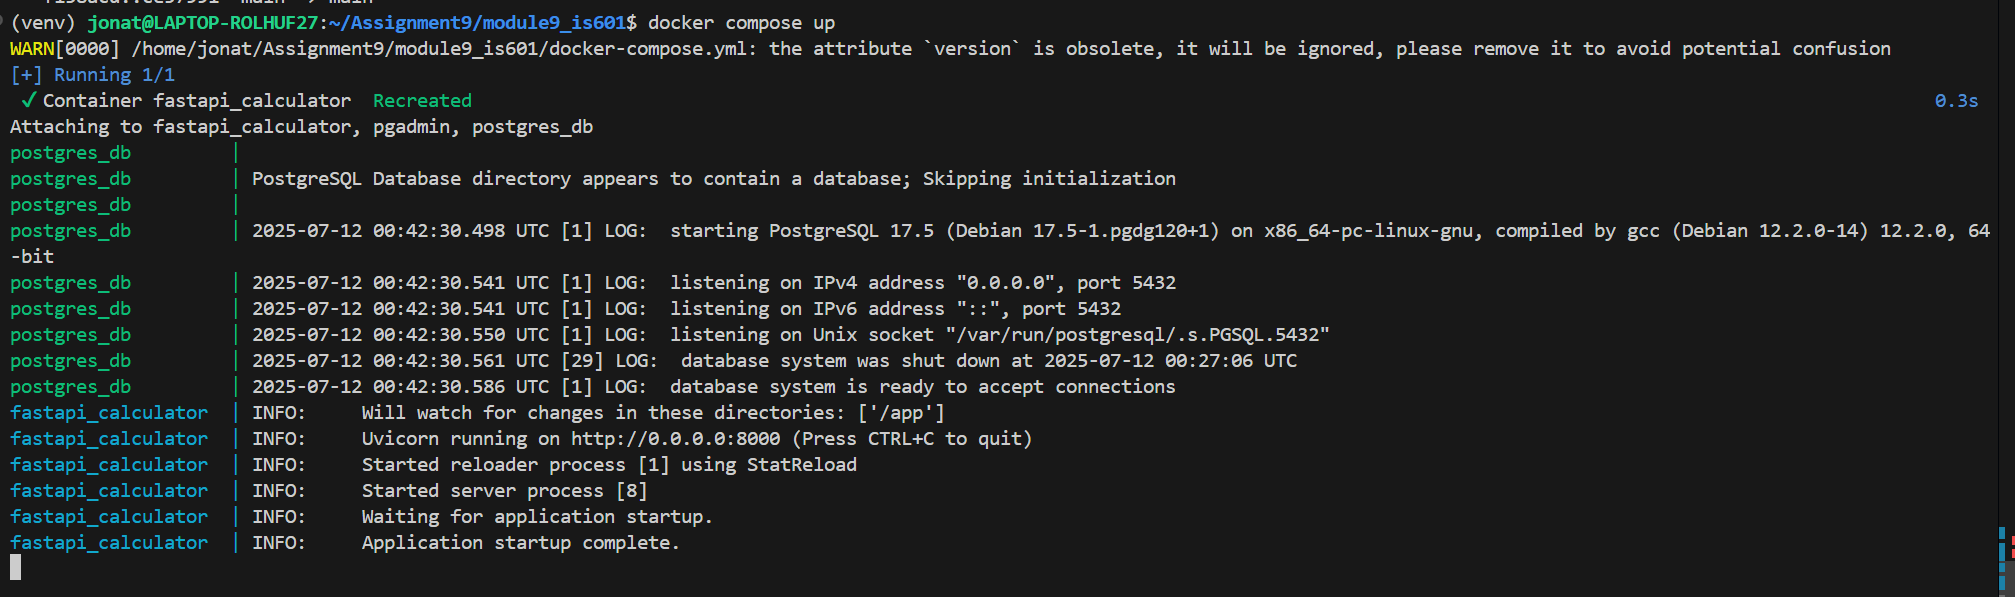 (venv) jonat@LAPTOP-ROLHUF27:~/Assignment9/module9_is601$ docker compose up
WARN[0000] /home/jonat/Assignment9/module9_is601/docker-compose.yml: the attribute `version` is obsolete, it will be ignored, please remove it to avoid potential confusion
[+] Running 1/1
✓ Container fastapi_calculator  Recreated 0.3s
Attaching to fastapi_calculator, pgadmin, postgres_db
postgres_db         |
postgres_db         | PostgreSQL Database directory appears to contain a database; Skipping initialization
postgres_db         |
postgres_db         | 2025-07-12 00:42:30.498 UTC [1] LOG:  starting PostgreSQL 17.5 (Debian 17.5-1.pgdg120+1) on x86_64-pc-linux-gnu, compiled by gcc (Debian 12.2.0-14) 12.2.0, 64
-bit
postgres_db         | 2025-07-12 00:42:30.541 UTC [1] LOG:  listening on IPv4 address "0.0.0.0", port 5432
postgres_db         | 2025-07-12 00:42:30.541 UTC [1] LOG:  listening on IPv6 address "::", port 5432
postgres_db         | 2025-07-12 00:42:30.550 UTC [1] LOG:  listening on Unix socket "/var/run/postgresql/.s.PGSQL.5432"
postgres_db         | 2025-07-12 00:42:30.561 UTC [29] LOG:  database system was shut down at 2025-07-12 00:27:06 UTC
postgres_db         | 2025-07-12 00:42:30.586 UTC [1] LOG:  database system is ready to accept connections
fastapi_calculator  | INFO:     Will watch for changes in these directories: ['/app']
fastapi_calculator  | INFO:     Uvicorn running on http://0.0.0.0:8000 (Press CTRL+C to quit)
fastapi_calculator  | INFO:     Started reloader process [1] using StatReload
fastapi_calculator  | INFO:     Started server process [8]
fastapi_calculator  | INFO:     Waiting for application startup.
fastapi_calculator  | INFO:     Application startup complete.